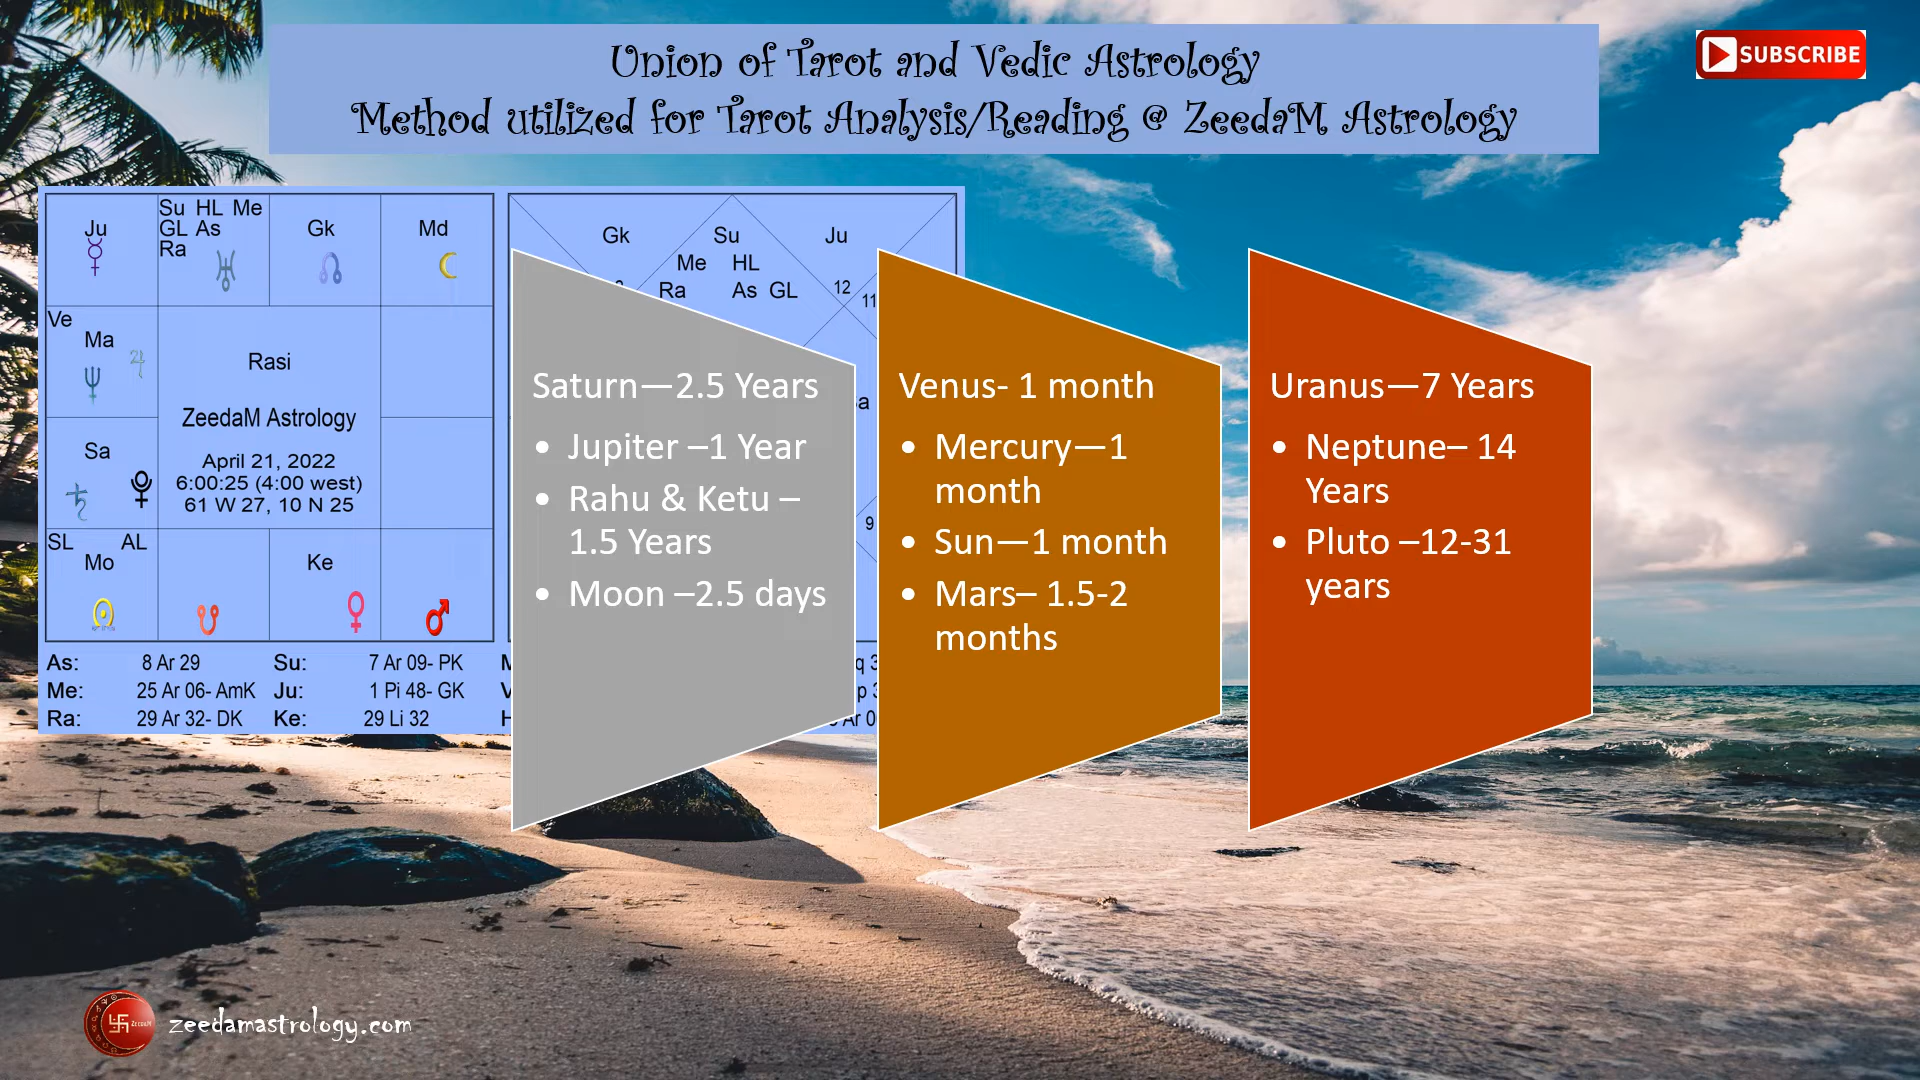 Union of Tarot and Vedic Astrology
Method utilized for Tarot Analysis/Reading @ ZeedaM Astrology
SUBSCRIBE
Ju
Su HL Me
GL As
Ra
Gk
Md
Ve
Ma
Rasi
ZeedaM Astrology
April 21, 2022
6:00:25 (4:00 west)
61 W 27, 10 N 25
Sa
SL AL
Mo
Ke
As: 8 Ar 29 Su: 7 Ar 09- PK
Me: 25 Ar 06- AmK Ju: 1 Pi 48- GK
Ra: 29 Ar 32- DK Ke: 29 Li 32
Gk Su Ju
Me HL
Ra As GL 12
11
9
Saturn—2.5 Years
• Jupiter –1 Year
• Rahu & Ketu –
1.5 Years
• Moon –2.5 days
Venus- 1 month
• Mercury—1
month
• Sun—1 month
• Mars– 1.5-2
months
Uranus—7 Years
• Neptune– 14
Years
• Pluto –12-31
years
zeedamastrology.com